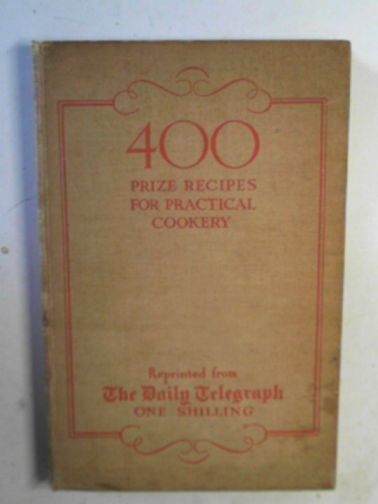 400
PRIZE RECIPES
FOR PRACTICAL
COOKERY
Reprinted from
The Daily Telegraph
ONE SHILLING